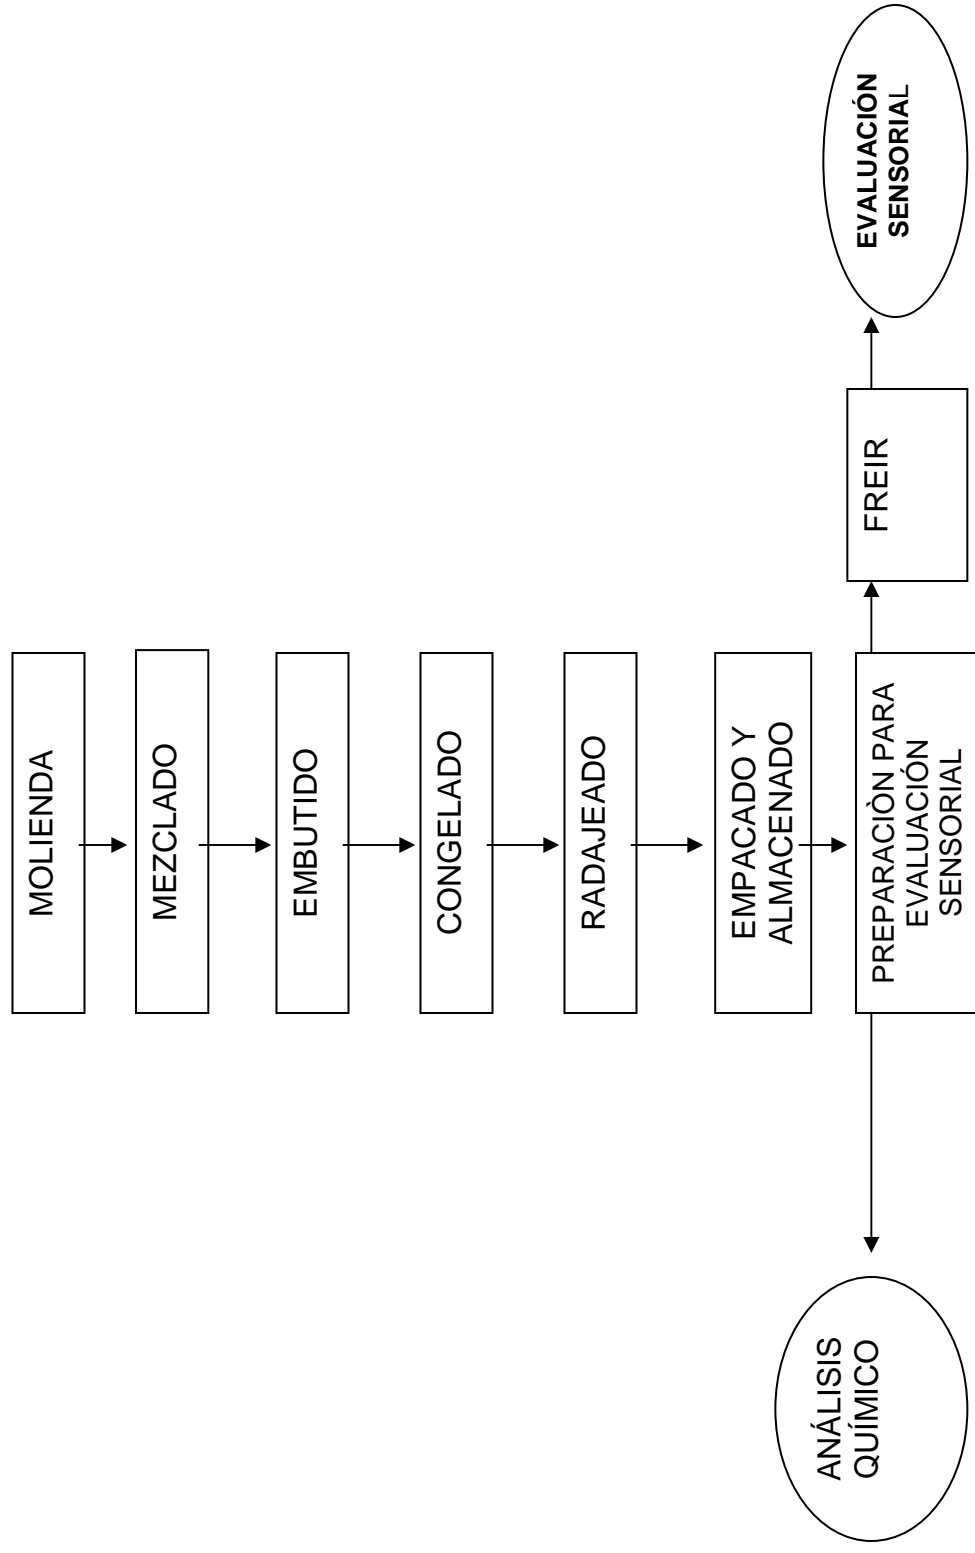 MOLIENDA
MEZCLADO
EMBUTIDO
CONGELADO
RADAJEADO
EMPACADO Y
ALMACENADO
PREPARACIÒN PARA
EVALUACIÓN
SENSORIAL
FREIR
EVALUACIÓN
SENSORIAL
ANÁLISIS
QUÍMICO